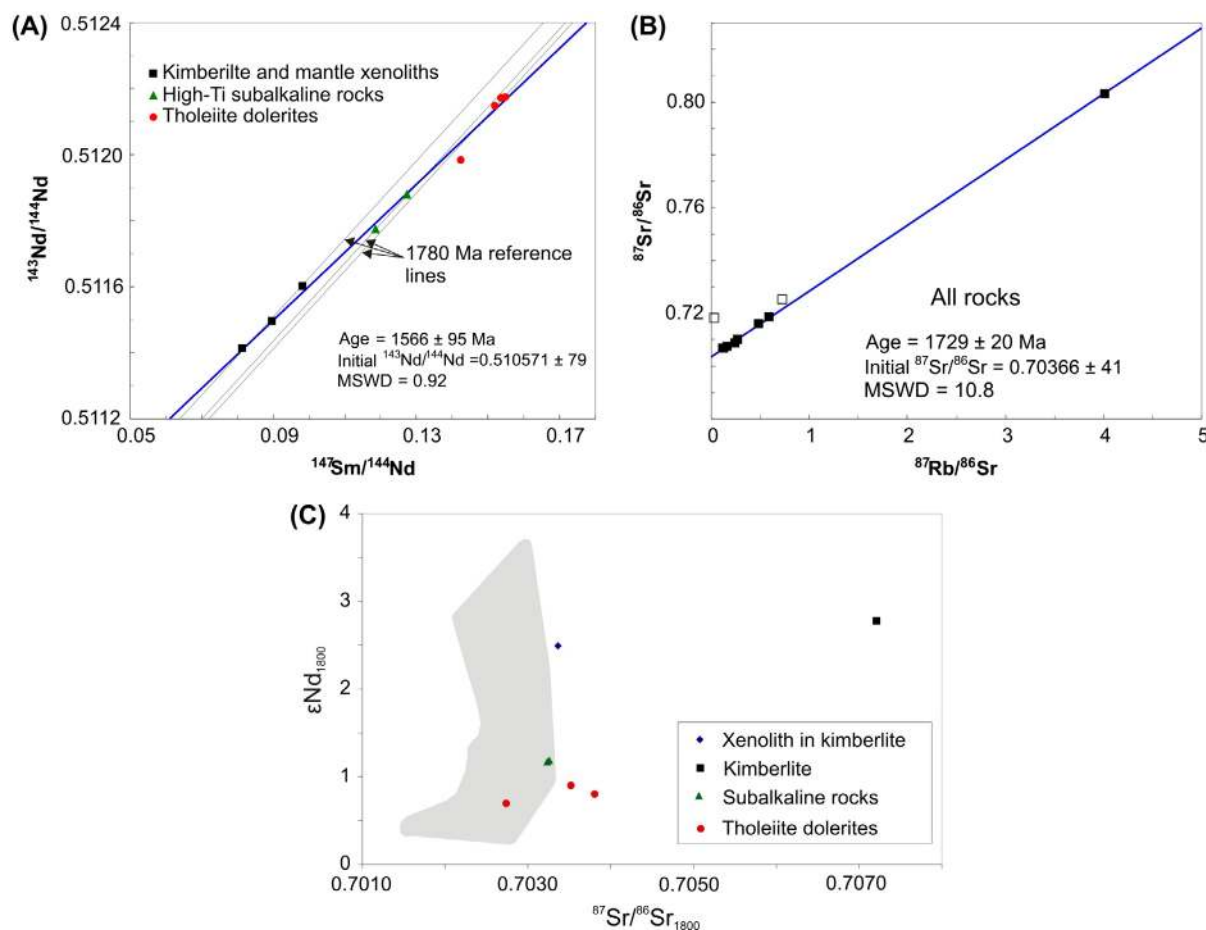 (A)
0.5124
0.5120
0.5116
0.5112
¹⁴³Nd/¹⁴⁴Nd
Kimberilte and mantle xenoliths
High-Ti subalkaline rocks
Tholeiite dolerites
1780 Ma reference
lines
Age = 1566 ± 95 Ma
Initial ¹⁴³Nd/¹⁴⁴Nd =0.510571 ± 79
MSWD = 0.92
0.05
0.09
0.13
0.17
¹⁴⁷Sm/¹⁴⁴Nd
(B)
0.80
0.76
0.72
⁸⁷Sr/⁸⁶Sr
All rocks
Age = 1729 ± 20 Ma
Initial ⁸⁷Sr/⁸⁶Sr = 0.70366 ± 41
MSWD = 10.8
0
1
2
3
4
5
⁸⁷Rb/⁸⁶Sr
(C)
4
3
2
1
0
εNd₁₈₀₀
Xenolith in kimberlite
Kimberlite
Subalkaline rocks
Tholeiite dolerites
0.7010
0.7030
0.7050
0.7070
⁸⁷Sr/⁸⁶Sr₁₈₀₀